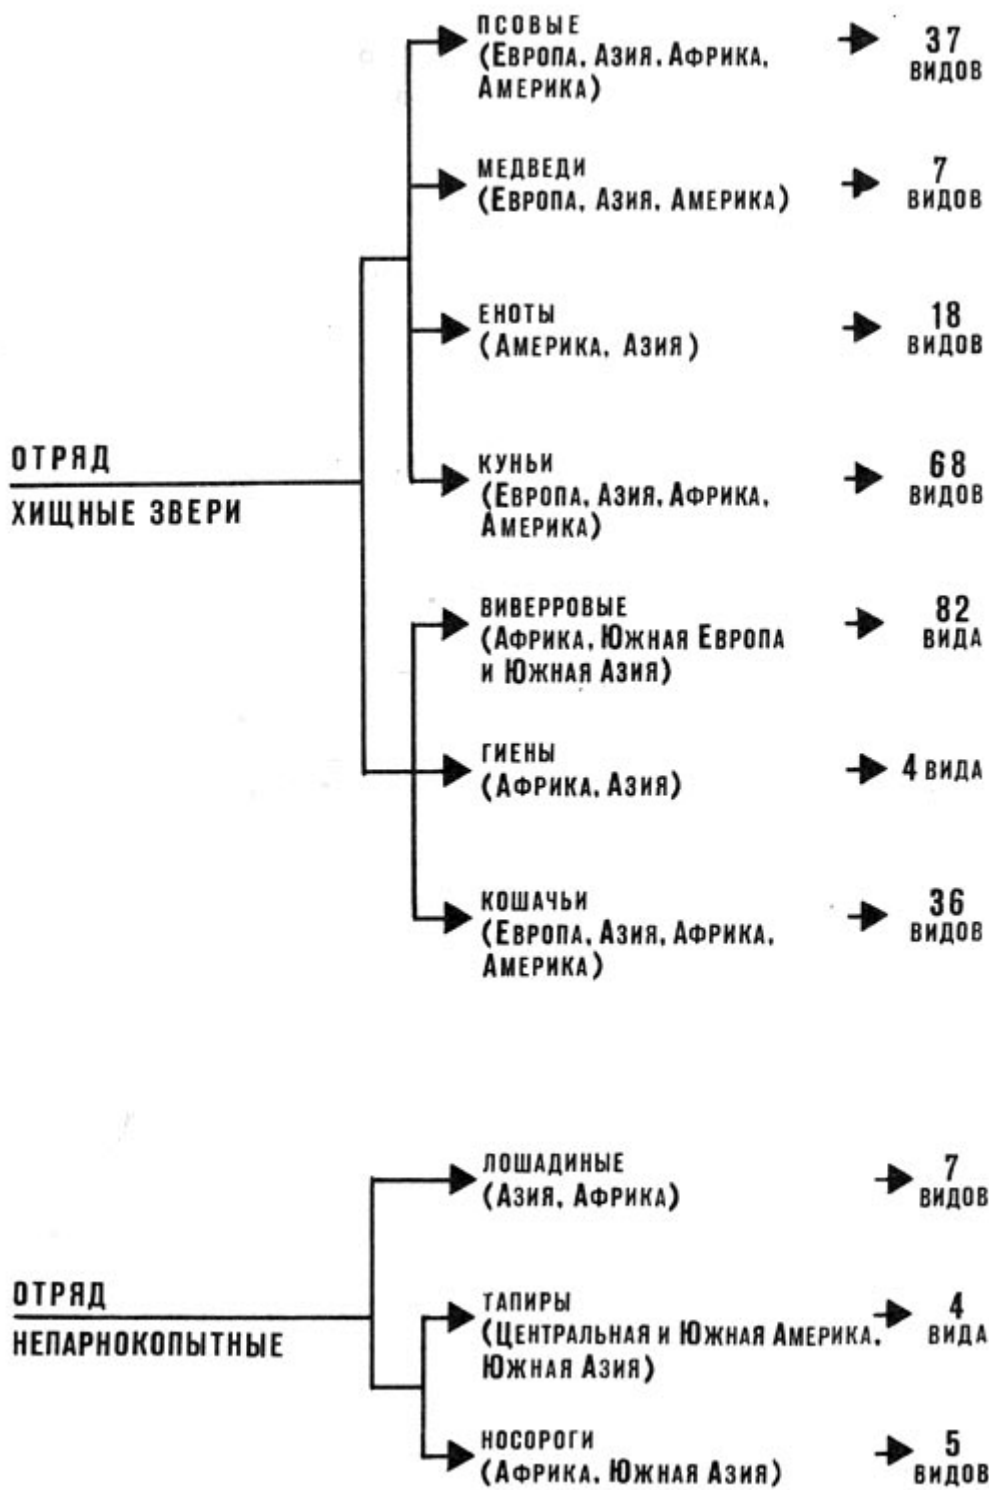 ПСОВЫЕ
(ЕВРОПА, АЗИЯ, АФРИКА,
АМЕРИКА)
37
ВИДОВ
МЕДВЕДИ
(ЕВРОПА, АЗИЯ, АМЕРИКА)
7
ВИДОВ
ЕНОТЫ
(АМЕРИКА, АЗИЯ)
18
ВИДОВ
ОТРЯД
ХИЩНЫЕ ЗВЕРИ
КУНЬИ
(ЕВРОПА, АЗИЯ, АФРИКА,
АМЕРИКА)
68
ВИДОВ
ВИВЕРРОВЫЕ
(АФРИКА, ЮЖНАЯ ЕВРОПА
И ЮЖНАЯ АЗИЯ)
82
ВИДА
ГИЕНЫ
(АФРИКА, АЗИЯ)
4 ВИДА
КОШАЧЬИ
(ЕВРОПА, АЗИЯ, АФРИКА,
АМЕРИКА)
36
ВИДОВ
ЛОШАДИНЫЕ
(АЗИЯ, АФРИКА)
7
ВИДОВ
ОТРЯД
НЕПАРНОКОПЫТНЫЕ
ТАПИРЫ
(ЦЕНТРАЛЬНАЯ И ЮЖНАЯ АМЕРИКА,
ЮЖНАЯ АЗИЯ)
4
ВИДА
НОСОРОГИ
(АФРИКА, ЮЖНАЯ АЗИЯ)
5
ВИДОВ